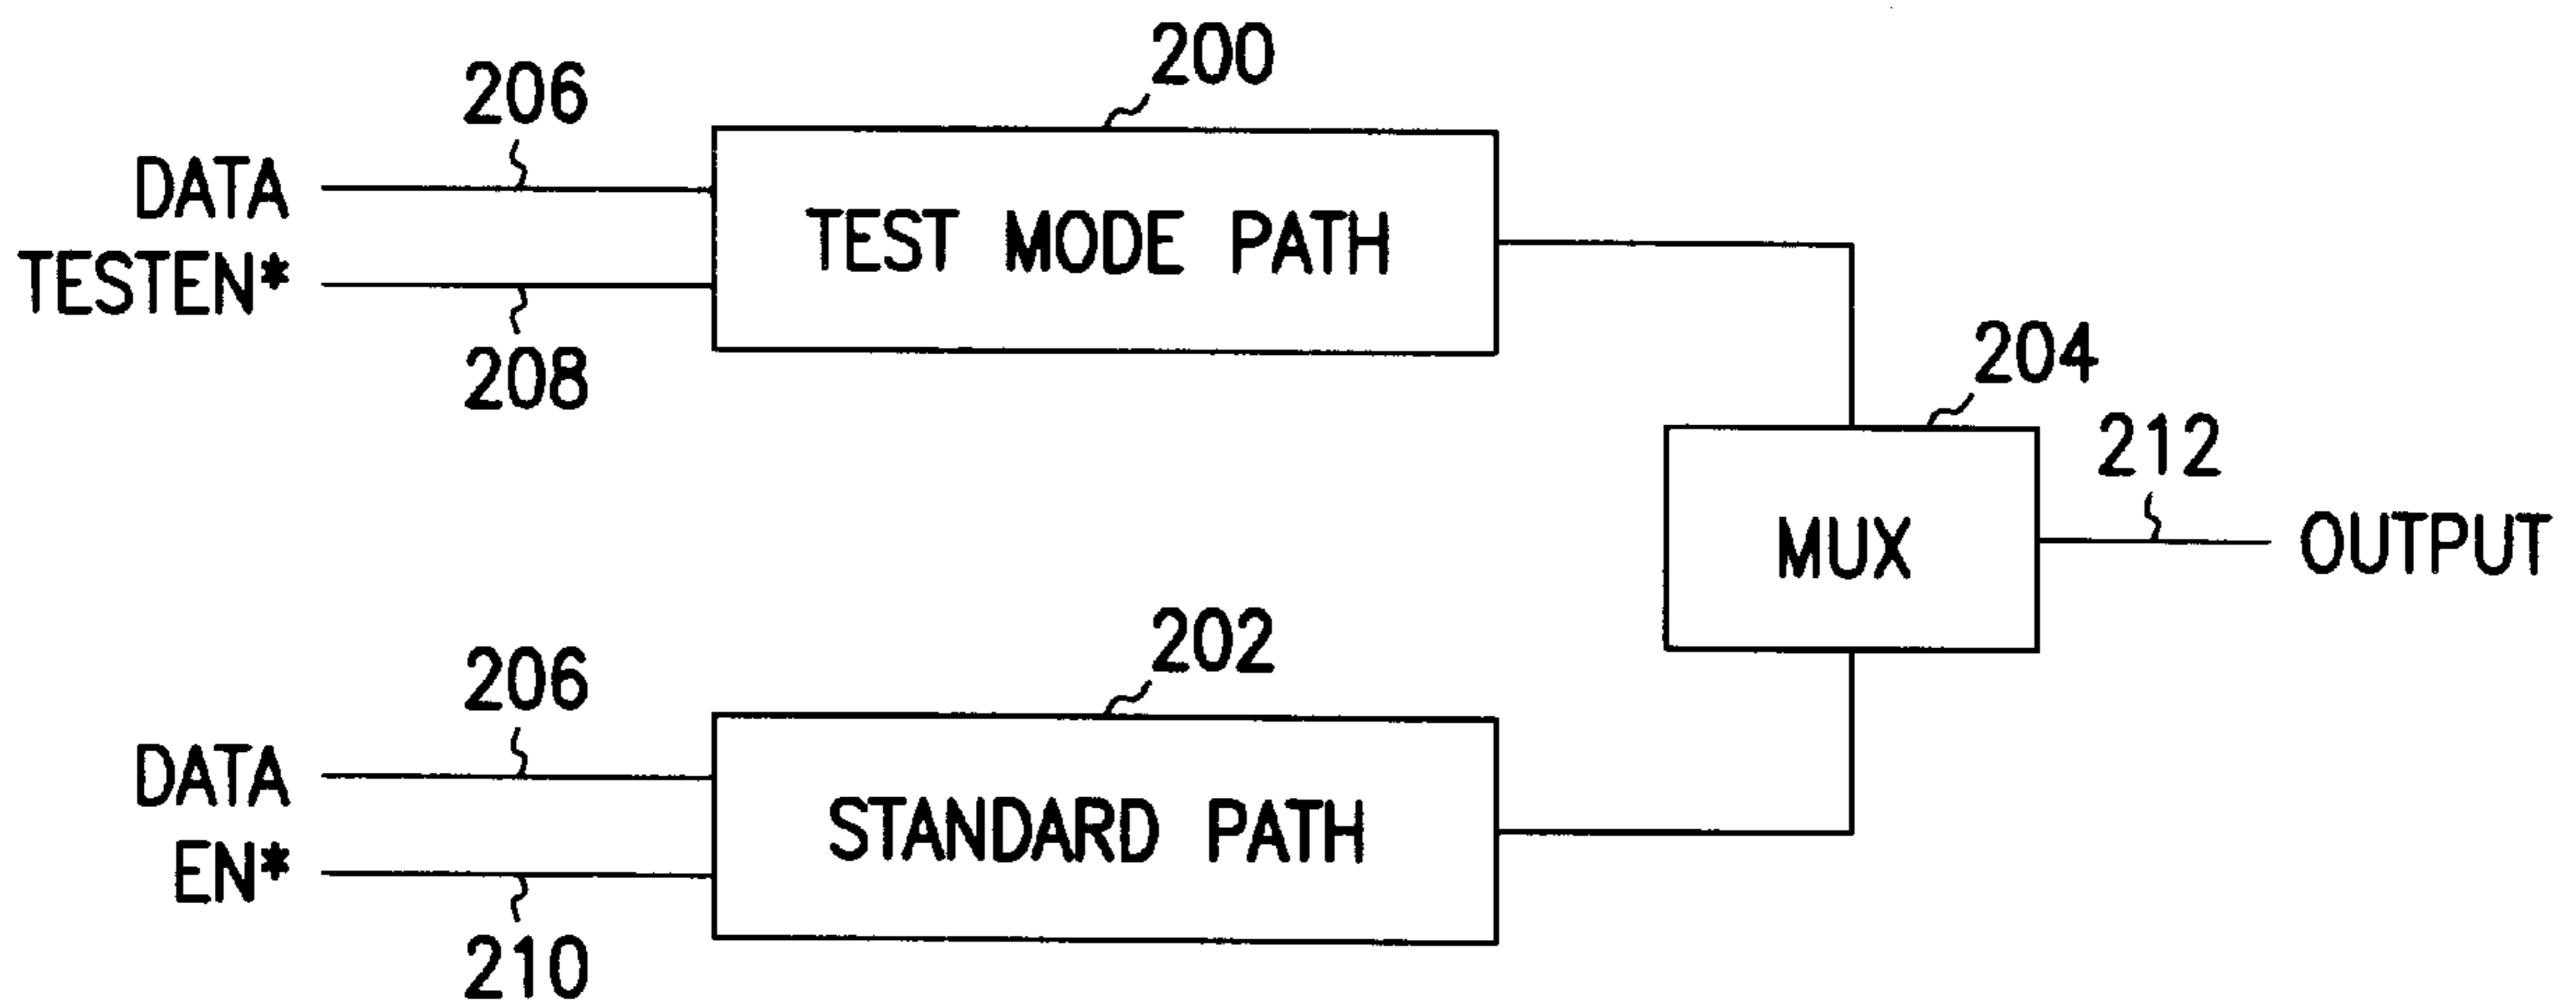 200
206
DATA
TEST MODE PATH
TESTEN*
208
204
212
MUX
OUTPUT
202
206
DATA
STANDARD PATH
EN*
210